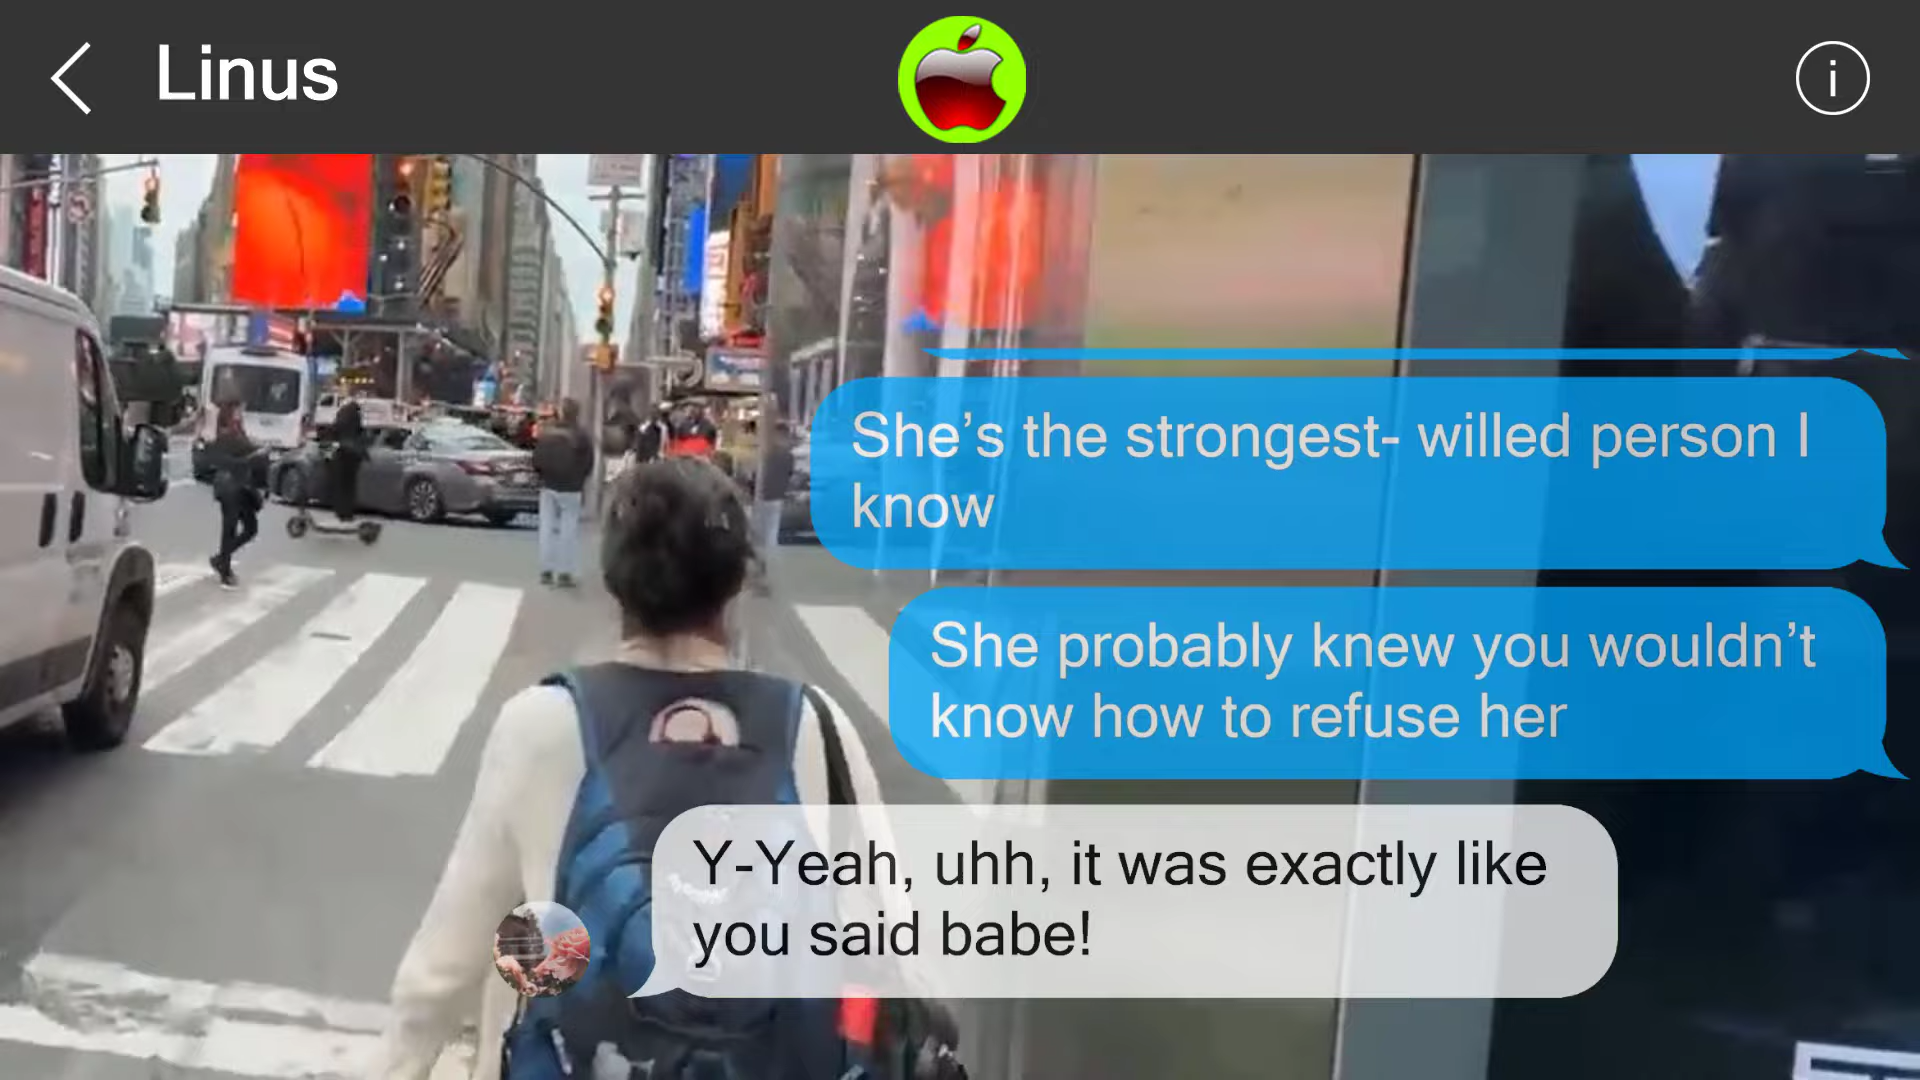 Linus
i
She’s the strongest- willed person I
know
She probably knew you wouldn’t
know how to refuse her
Y-Yeah, uhh, it was exactly like
you said babe!